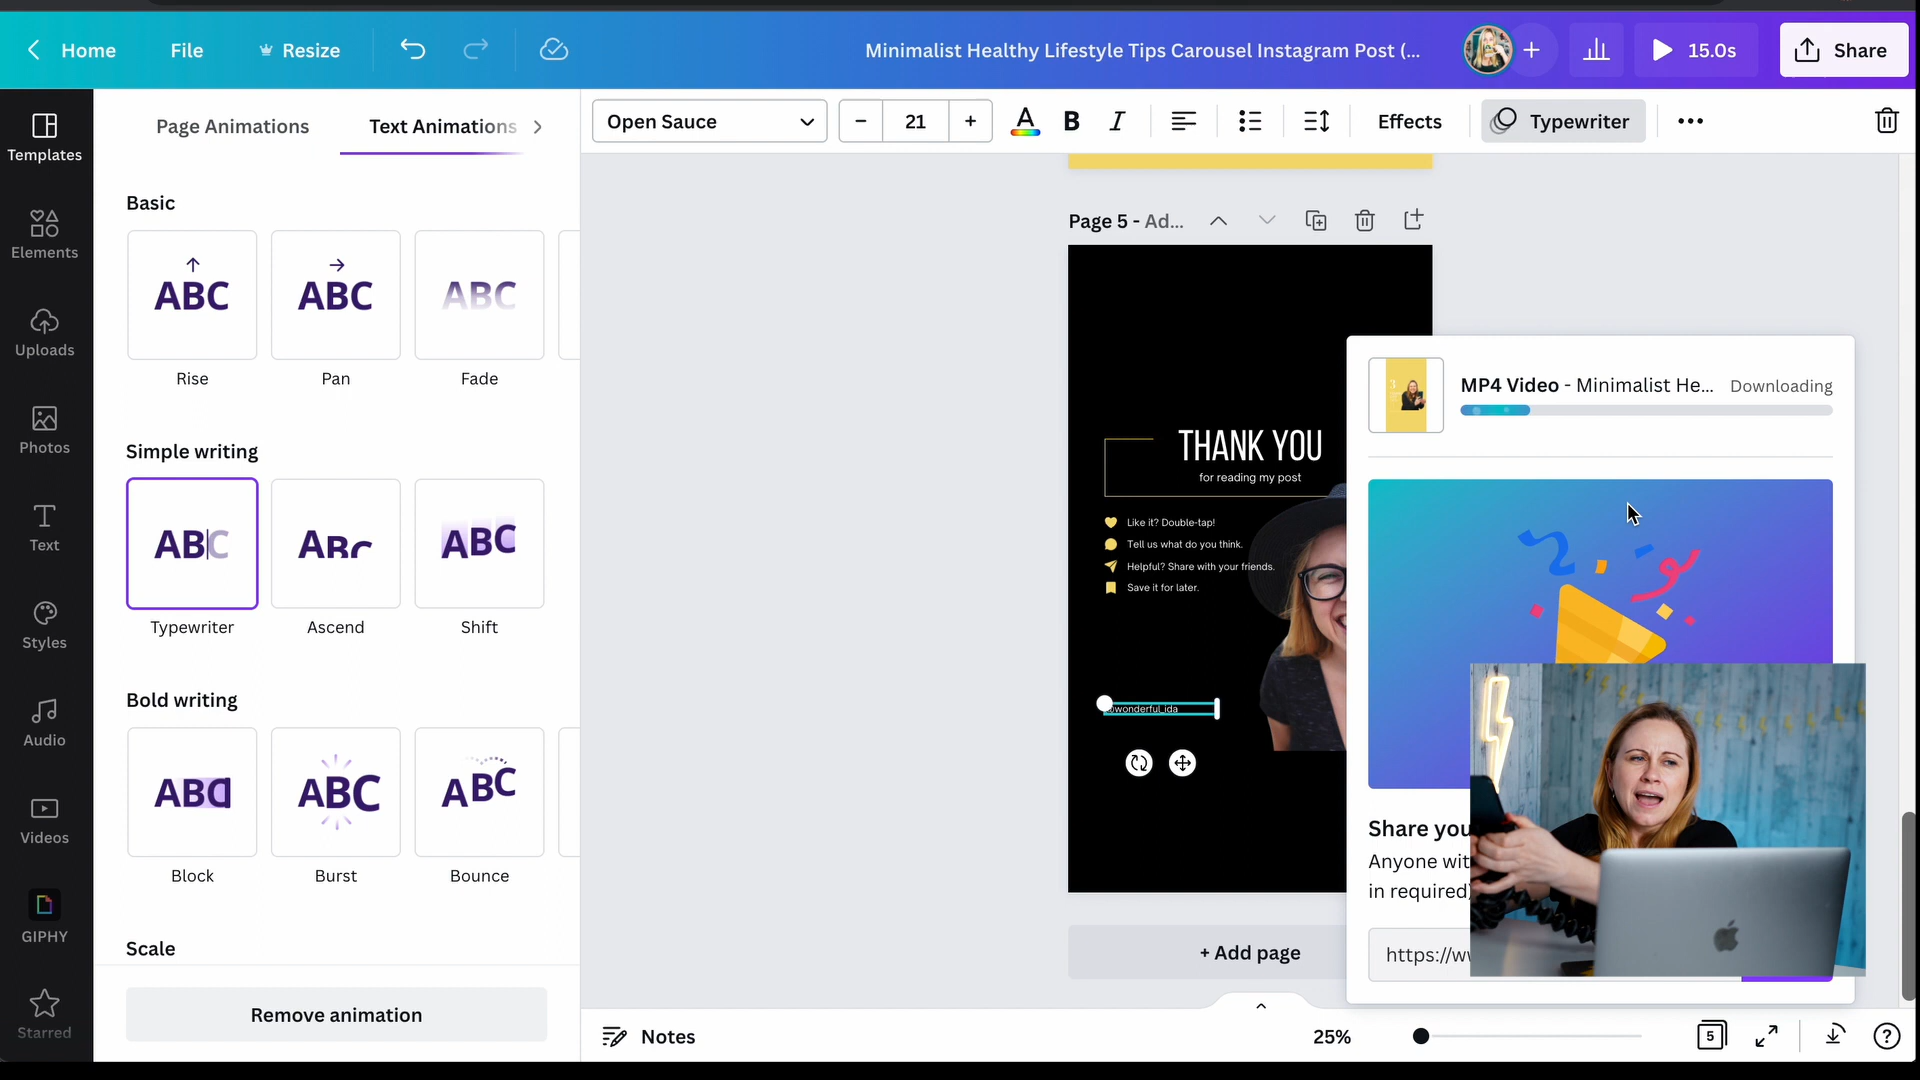 Home
File
Resize
Minimalist Healthy Lifestyle Tips Carousel Instagram Post (...
15.0s
Share
Templates
Elements
Uploads
Photos
Text
Styles
Audio
Videos
GIPHY
Starred
Page Animations
Text Animations
Basic
ABC
ABC
ABC
Rise
Pan
Fade
Simple writing
ABC
ABC
ABC
Typewriter
Ascend
Shift
Bold writing
ABC
ABC
ABC
Block
Burst
Bounce
Scale
Remove animation
Open Sauce
21
A
B
I
Effects
Typewriter
Page 5 - Ad...
THANK YOU
for reading my post
Like it? Double-tap!
Tell us what do you think.
Helpful? Share with your friends.
Save it for later.
@wonderful_ida
+ Add page
MP4 Video - Minimalist He...
Downloading
3
Share you
Anyone wit
in required)
https://w
Notes
25%
5
?